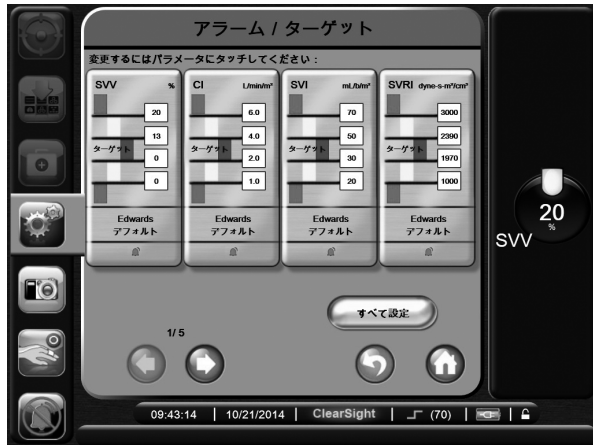 アラーム / ターゲット
変更するにはパラメータにタッチしてください：
SVV %
20
13
ターゲット
0
0
Edwards
デフォルト
CI L/min/m²
6.0
4.0
ターゲット
2.0
1.0
Edwards
デフォルト
SVI mL/b/m²
70
50
ターゲット
30
20
Edwards
デフォルト
SVRI dyne-s-m²/cm⁵
3000
2390
ターゲット
1970
1000
Edwards
デフォルト
20
%
SVV
すべて設定
1/ 5
09:43:14 | 10/21/2014 | ClearSight | (70)